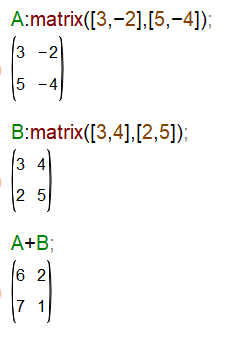 A:matrix([3,−2],[5,−4]);
3 −2
5 −4
B:matrix([3,4],[2,5]);
3 4
2 5
A+B;
6 2
7 1